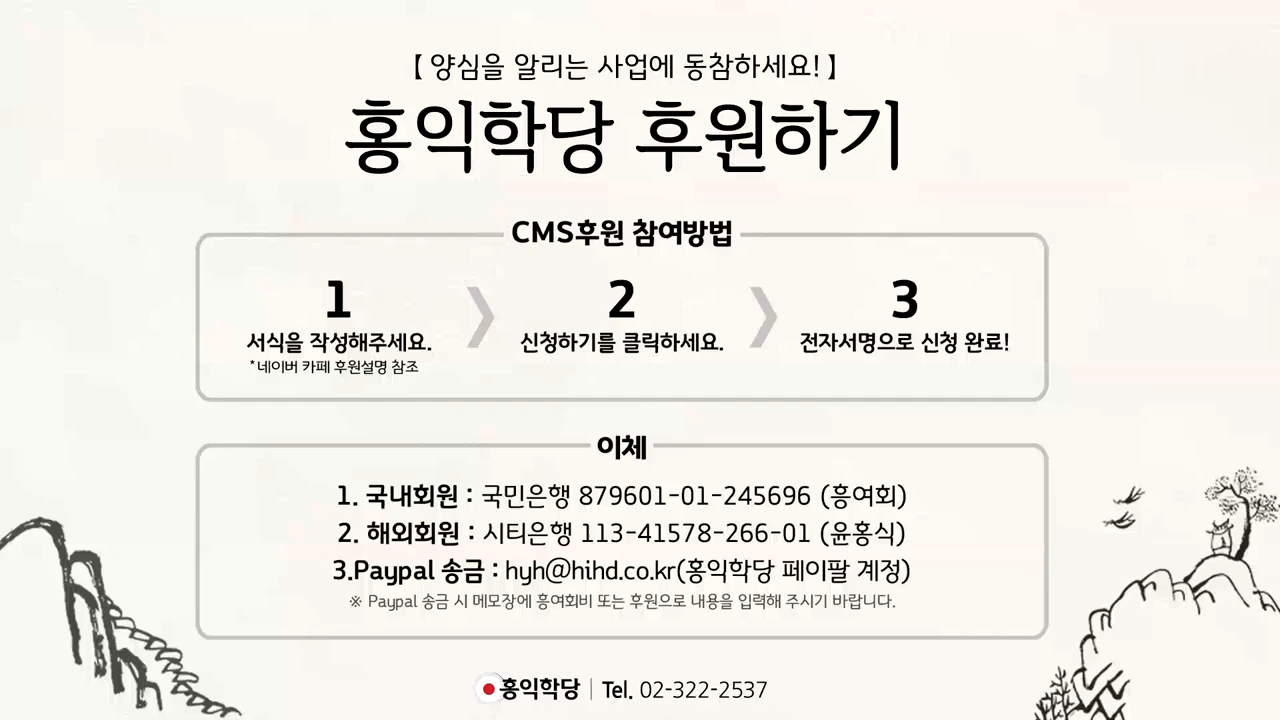 【 양심을 알리는 사업에 동참하세요! 】
홍익학당 후원하기
CMS후원 참여방법
1
2
3
서식을 작성해주세요.
신청하기를 클릭하세요.
전자서명으로 신청 완료!
*네이버 카페 후원설명 참조
이체
1. 국내회원 : 국민은행 879601-01-245696 (흥여회)
2. 해외회원 : 시티은행 113-41578-266-01 (윤홍식)
3.Paypal 송금 : hyh@hihd.co.kr(홍익학당 페이팔 계정)
※ Paypal 송금 시 메모장에 흥여회비 또는 후원으로 내용을 입력해 주시기 바랍니다.
홍익학당 | Tel. 02-322-2537